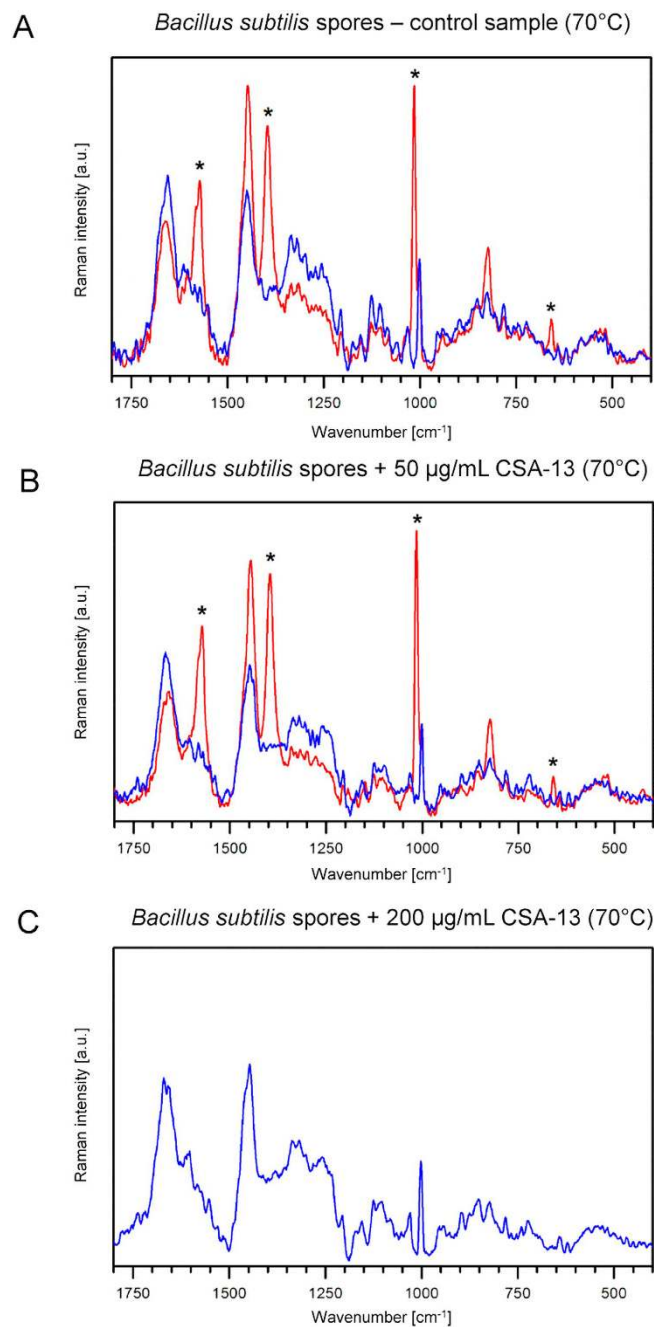 A
Bacillus subtilis spores – control sample (70°C)
Raman intensity [a.u.]
* * * *
1750 1500 1250 1000 750 500
Wavenumber [cm⁻¹]
B
Bacillus subtilis spores + 50 µg/mL CSA-13 (70°C)
Raman intensity [a.u.]
* * * *
1750 1500 1250 1000 750 500
Wavenumber [cm⁻¹]
C
Bacillus subtilis spores + 200 µg/mL CSA-13 (70°C)
Raman intensity [a.u.]
1750 1500 1250 1000 750 500
Wavenumber [cm⁻¹]